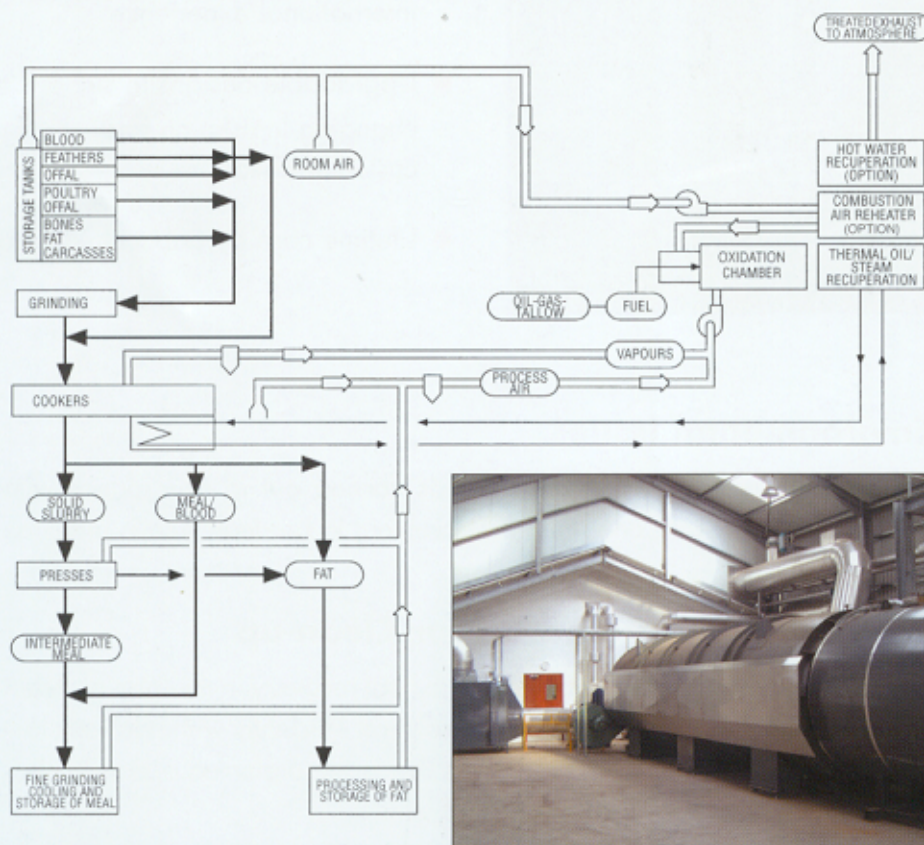 TREATED EXHAUST
TO ATMOSPHERE
STORAGE TANKS
BLOOD
FEATHERS
OFFAL
POULTRY
OFFAL
BONES
FAT
CARCASSES
ROOM AIR
HOT WATER
RECUPERATION
(OPTION)
COMBUSTION
AIR REHEATER
(OPTION)
OXIDATION
CHAMBER
THERMAL OIL/
STEAM
RECUPERATION
GRINDING
OIL-GAS-
TALLOW
FUEL
VAPOURS
PROCESS
AIR
COOKERS
SOLID
SLURRY
MEAL/
BLOOD
PRESSES
FAT
INTERMEDIATE
MEAL
FINE GRINDING
COOLING AND
STORAGE OF MEAL
PROCESSING AND
STORAGE OF FAT